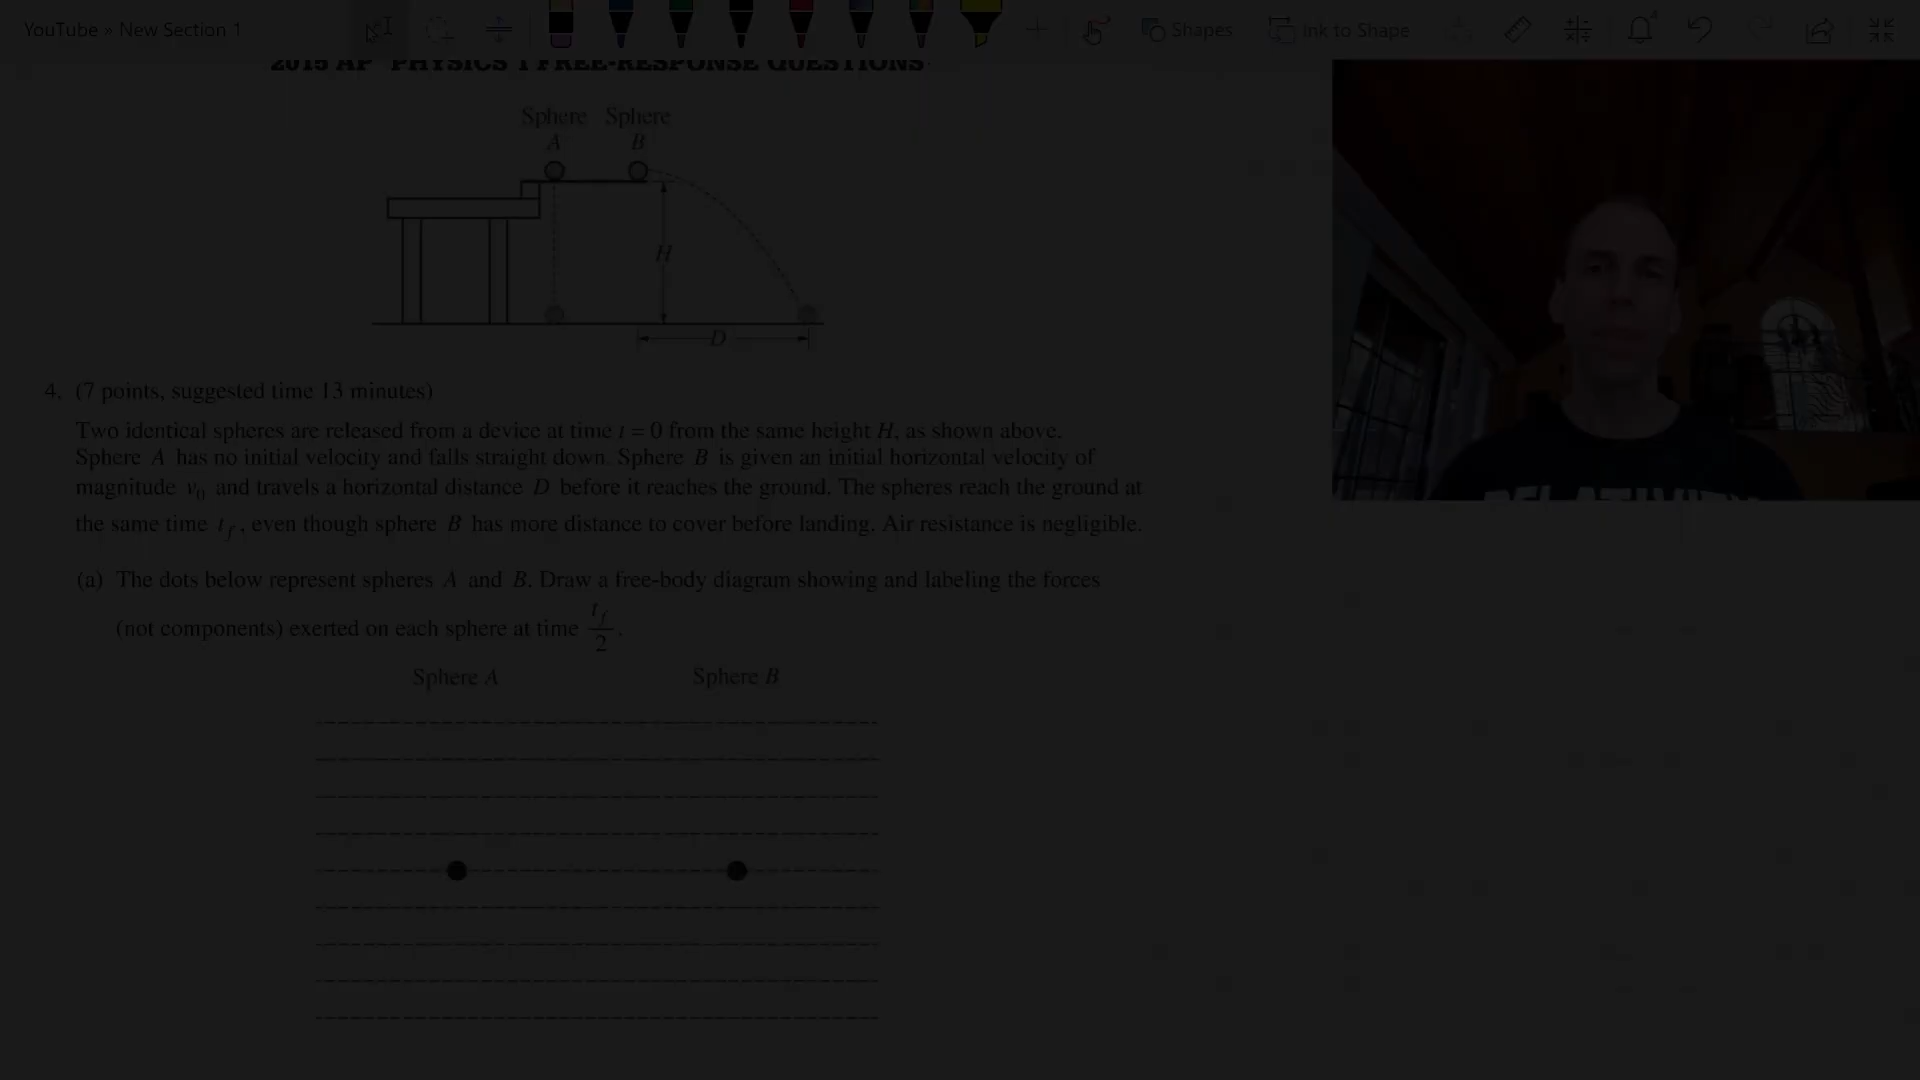 YouTube » New Section 1
Shapes
Ink to Shape
2015 AP PHYSICS 1 FREE-RESPONSE QUESTIONS
Sphere Sphere
A B
H
D
4. (7 points, suggested time 13 minutes)
Two identical spheres are released from a device at time t = 0 from the same height H, as shown above.
Sphere A has no initial velocity and falls straight down. Sphere B is given an initial horizontal velocity of
magnitude v₀ and travels a horizontal distance D before it reaches the ground. The spheres reach the ground at
the same time t_f, even though sphere B has more distance to cover before landing. Air resistance is negligible.
(a) The dots below represent spheres A and B. Draw a free-body diagram showing and labeling the forces
(not components) exerted on each sphere at time t_f/2.
Sphere A Sphere B